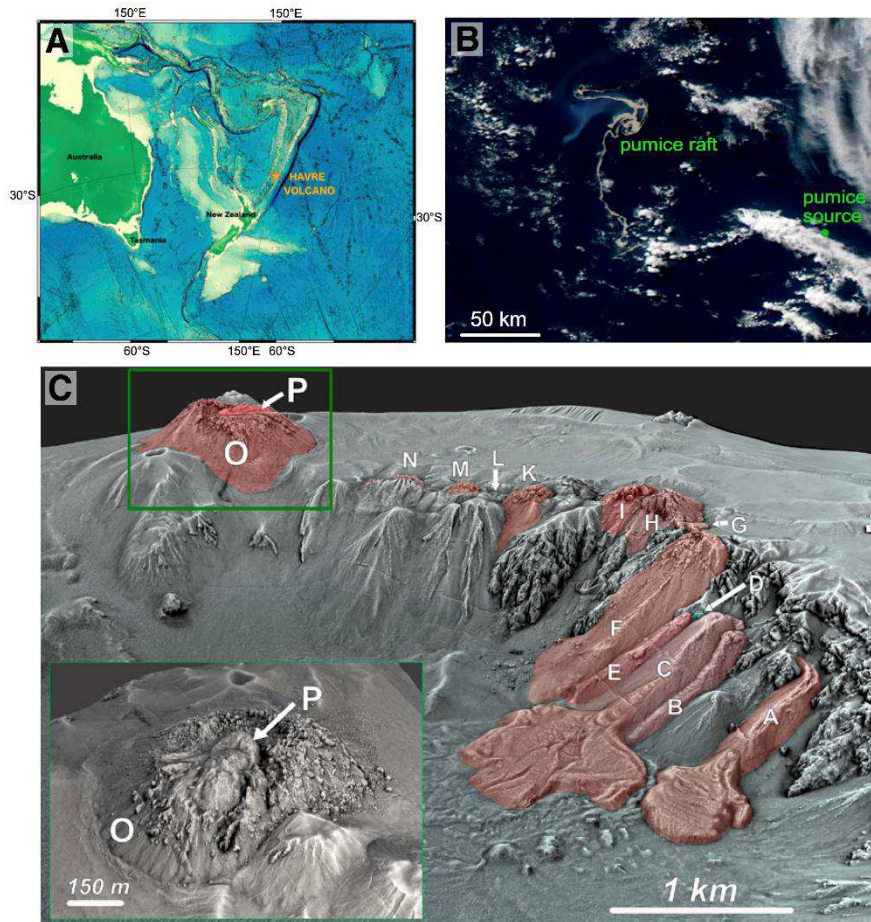 150°E
150°E
A
Australia
HAVRE
VOLCANO
30°S
New Zealand
30°S
Tasmania
60°S
150°E
60°S
B
pumice raft
pumice
source
50 km
C
P
O
N
M
L
K
I
H
G
D
F
E
C
B
A
P
O
150 m
1 km